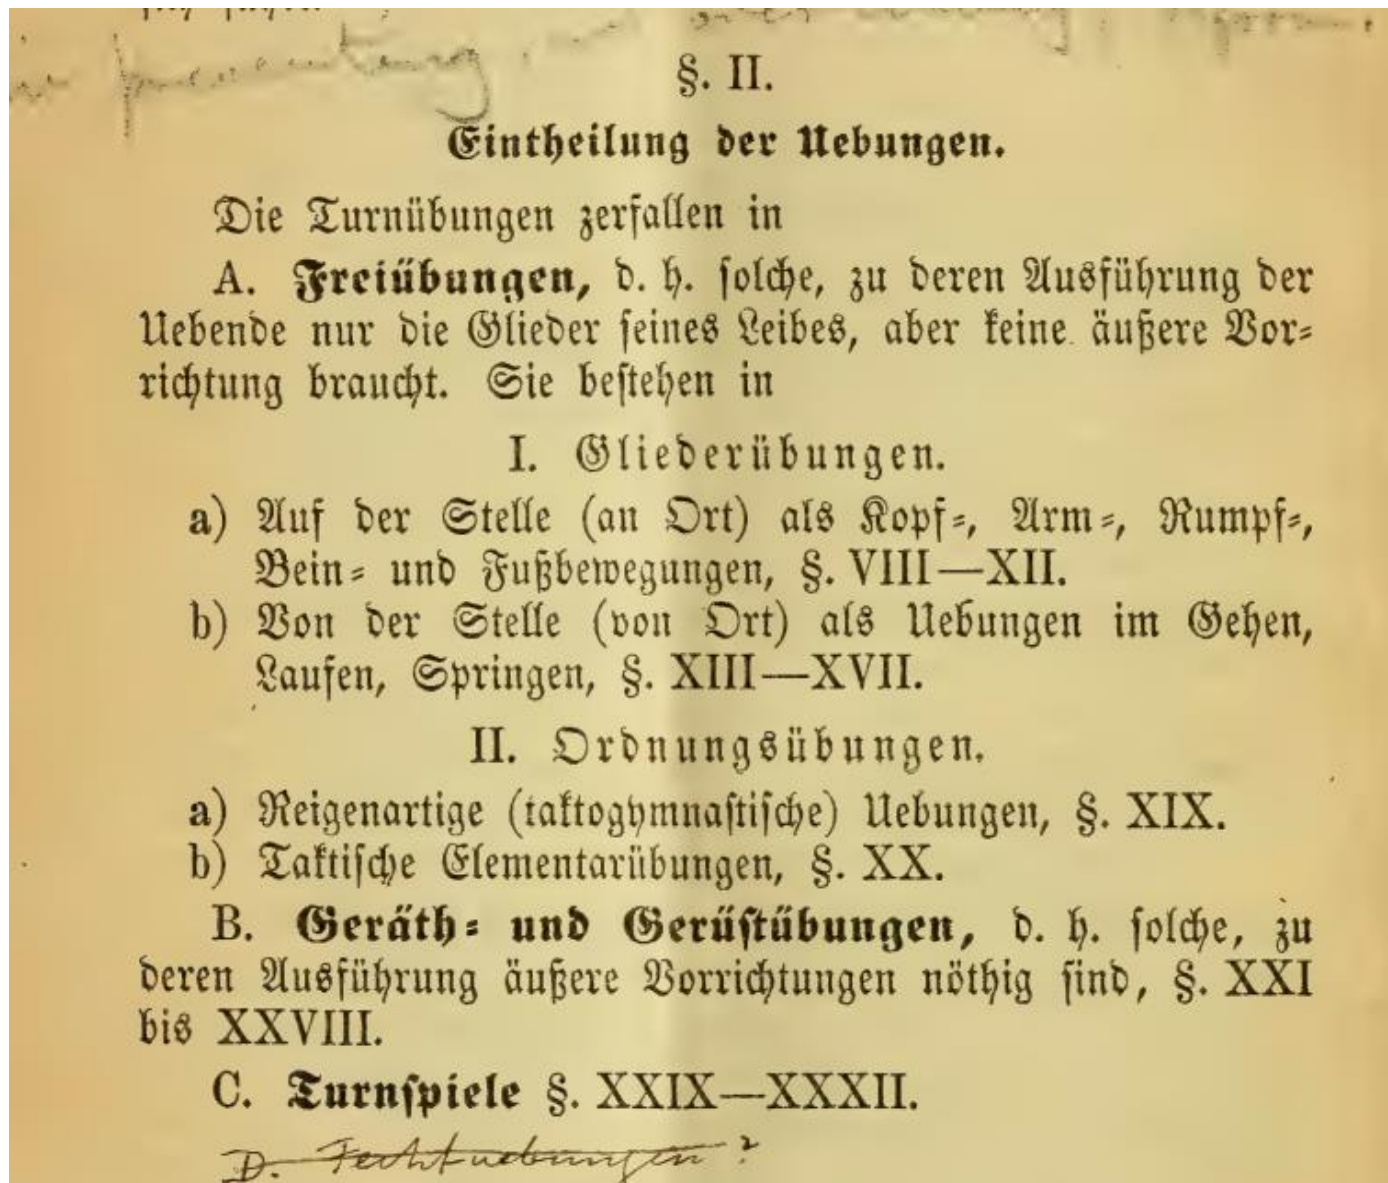 §. II.
Eintheilung der Uebungen.
Die Turnübungen zerfallen in
A. Freiübungen, d. h. solche, zu deren Ausführung der
Uebende nur die Glieder seines Leibes, aber keine äußere Vor-
richtung braucht. Sie bestehen in
I. Gliederübungen.
a) Auf der Stelle (an Ort) als Kopf-, Arm-, Rumpf-,
Bein- und Fußbewegungen, §. VIII—XII.
b) Von der Stelle (von Ort) als Uebungen im Gehen,
Laufen, Springen, §. XIII—XVII.
II. Ordnungsübungen.
a) Reigenartige (taktogymnastische) Uebungen, §. XIX.
b) Taktische Elementarübungen, §. XX.
B. Geräth- und Gerüstübungen, d. h. solche, zu
deren Ausführung äußere Vorrichtungen nöthig sind, §. XXI
bis XXVIII.
C. Turnspiele §. XXIX—XXXII.
D. Fechtuebungen?